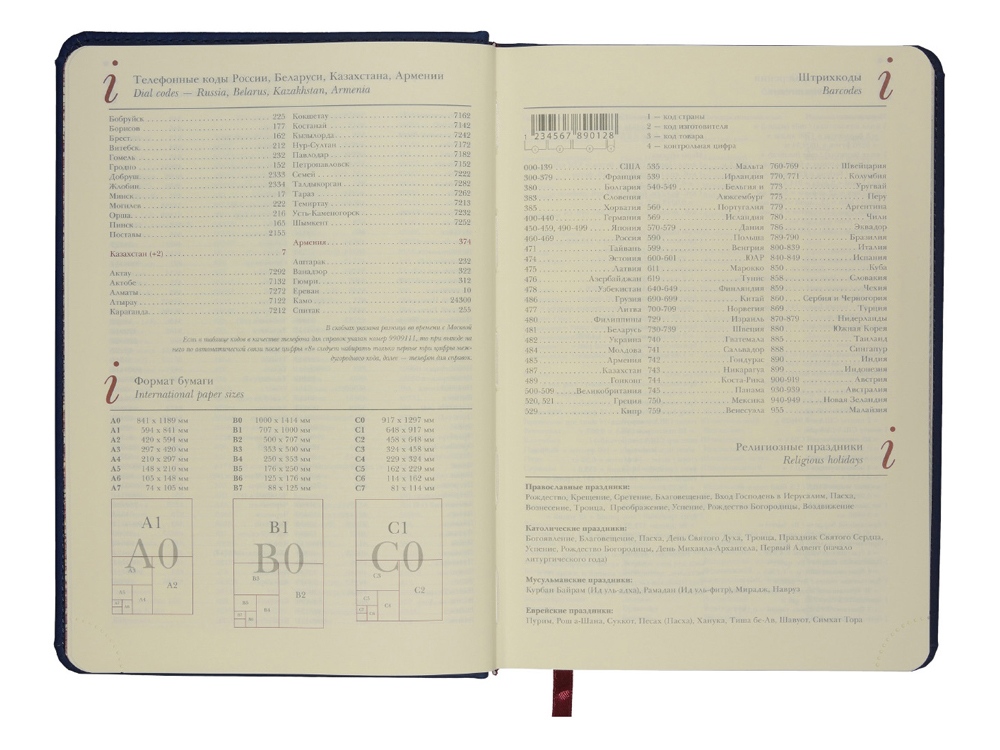 Телефонные коды России, Беларуси, Казахстана, Армении
Dial codes — Russia, Belarus, Kazakhstan, Armenia
Бобруйск 225
Борисов 177
Брест 162
Витебск 212
Гомель 232
Гродно 152
Добруш 2333
Жлобин 2334
Минск 17
Могилев 222
Орша 216
Пинск 165
Поставы 2155
Казахстан (+2) 7
Актау 7292
Актобе 7132
Алматы 7272
Атырау 7122
Караганда 7212
Кокшетау 7162
Костанай 7142
Кызылорда 7242
Нур-Султан 7172
Павлодар 7182
Петропавловск 7152
Семей 7222
Талдыкорган 7282
Тараз 7262
Темиртау 7213
Усть-Каменогорск 7232
Шымкент 7252
Армения 374
Аштарак 232
Ванадзор 322
Гюмри 312
Ереван 10
Камо 24309
Спитак 255
В скобках указана разница во времени с Москвой
Формат бумаги
International paper sizes
A0 841 x 1189 мм
A1 594 x 841 мм
A2 420 x 594 мм
A3 297 x 420 мм
A4 210 x 297 мм
A5 148 x 210 мм
A6 105 x 148 мм
A7 74 x 105 мм
B0 1000 x 1414 мм
B1 707 x 1000 мм
B2 500 x 707 мм
B3 353 x 500 мм
B4 250 x 353 мм
B5 176 x 250 мм
B6 125 x 176 мм
B7 88 x 125 мм
C0 917 x 1297 мм
C1 648 x 917 мм
C2 458 x 648 мм
C3 324 x 458 мм
C4 229 x 324 мм
C5 162 x 229 мм
C6 114 x 162 мм
C7 81 x 114 мм
A1
A0
A2
B1
B0
B2
C1
C0
C2
Штрихкоды
Barcodes
1 234567 890128
1 — код страны
2 — код изготовителя
3 — код товара
4 — контрольная цифра
000-139 США
300-379 Франция
380 Болгария
383 Словения
385 Хорватия
400-440 Германия
450-459, 490-499 Япония
460-469 Россия
471 Тайвань
474 Эстония
475 Латвия
476 Азербайджан
478 Узбекистан
486 Грузия
477 Литва
480 Филиппины
481 Беларусь
482 Украина
484 Молдова
485 Армения
487 Казахстан
489 Гонконг
500-509 Великобритания
520, 521 Греция
529 Кипр
535 Мальта
539 Ирландия
540-549 Бельгия и
Люксембург
560 Португалия
569 Исландия
570-579 Дания
590 Польша
599 Венгрия
600-601 ЮАР
611 Марокко
619 Тунис
640-649 Финляндия
690-699 Китай
700-709 Норвегия
729 Израиль
730-739 Швеция
740 Гватемала
741 Сальвадор
742 Гондурас
743 Никарагуа
744 Коста-Рика
745 Панама
750 Мексика
759 Венесуэла
760-769 Швейцария
770, 771 Колумбия
773 Уругвай
775 Перу
779 Аргентина
780 Чили
786 Эквадор
789-790 Бразилия
800-839 Италия
840-849 Испания
850 Куба
858 Словакия
859 Чехия
860 Сербия и Черногория
869 Турция
870-879 Нидерланды
880 Южная Корея
885 Таиланд
888 Сингапур
890 Индия
899 Индонезия
900-919 Австрия
930-939 Австралия
940-949 Новая Зеландия
955 Малайзия
Религиозные праздники
Religious holidays
Православные праздники:
Рождество, Крещение, Сретение, Благовещение, Вход Господень в Иерусалим, Пасха,
Вознесение, Троица, Преображение, Успение, Рождество Богородицы, Воздвижение
Католические праздники:
Богоявление, Благовещение, Пасха, День Святого Духа, Троица, Праздник Святого Сердца,
Успение, Рождество Богородицы, День Михаила-Архангела, Первый Адвент (начало
литургического года)
Мусульманские праздники:
Курбан Байрам (Ид уль-адха), Рамадан (Ид уль-фитр), Мирадж, Навруз
Еврейские праздники:
Пурим, Рош а-Шана, Суккот, Песах (Пасха), Ханука, Тиша бе-Ав, Шавуот, Симхат Тора